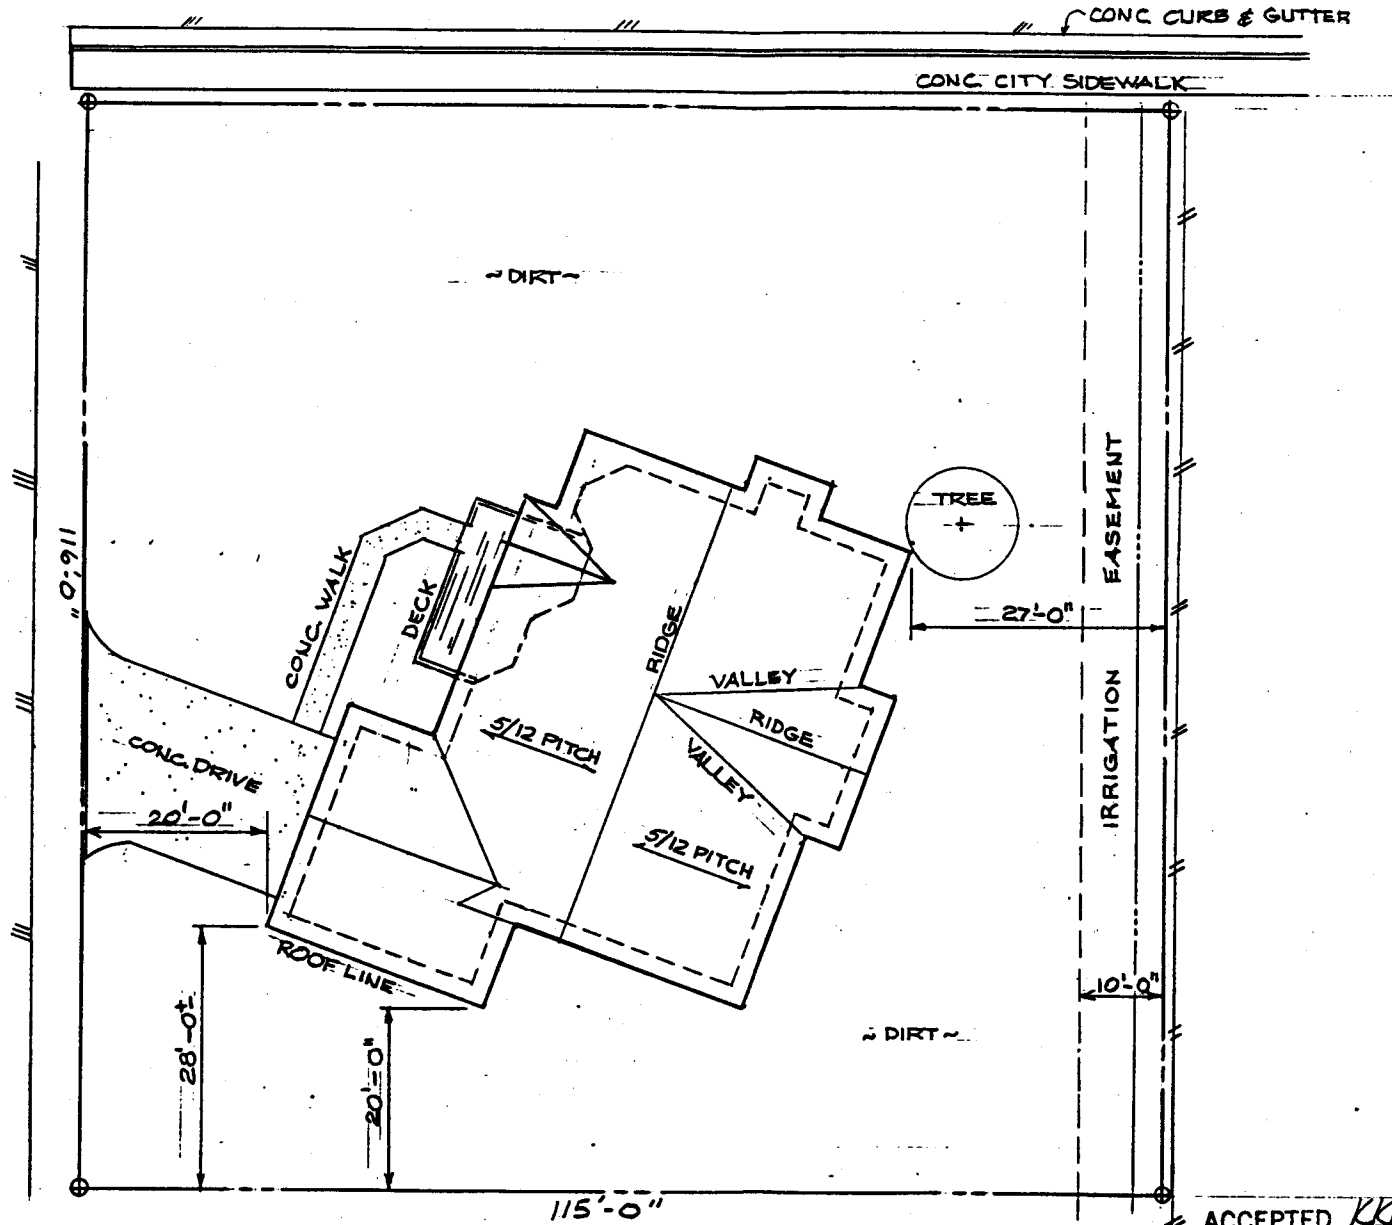 CONC. CURB & GUTTER
CONC. CITY SIDEWALK
~DIRT~
TREE
EASEMENT
116'-0"
CONC. WALK
DECK
27'-0"
RIDGE
VALLEY
RIDGE
VALLEY
5/12 PITCH
CONC. DRIVE
IRRIGATION
20'-0"
5/12 PITCH
ROOF LINE
10'-0"
28'-0±
20'-0"
~DIRT~
115'-0"
ACCEPTED